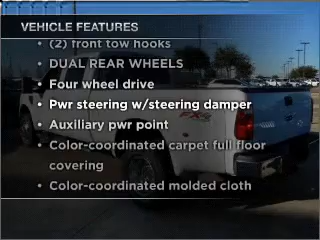 VEHICLE FEATURES
• (2) front tow hooks
• DUAL REAR WHEELS
• Four wheel drive
• Pwr steering w/steering damper
• Auxiliary pwr point
• Color-coordinated carpet full floor
covering
• Color-coordinated molded cloth
FX4